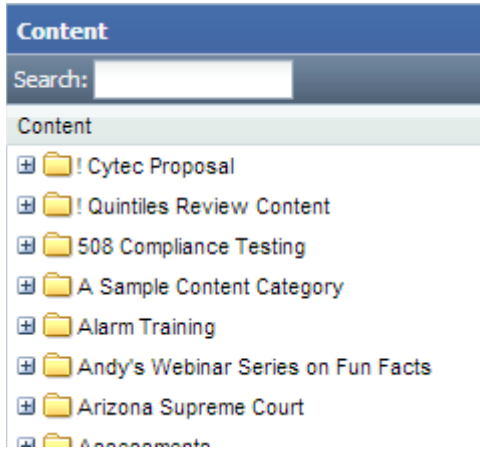 Content
Search:
Content
! Cytec Proposal
! Quintiles Review Content
508 Compliance Testing
A Sample Content Category
Alarm Training
Andy's Webinar Series on Fun Facts
Arizona Supreme Court
Assessments